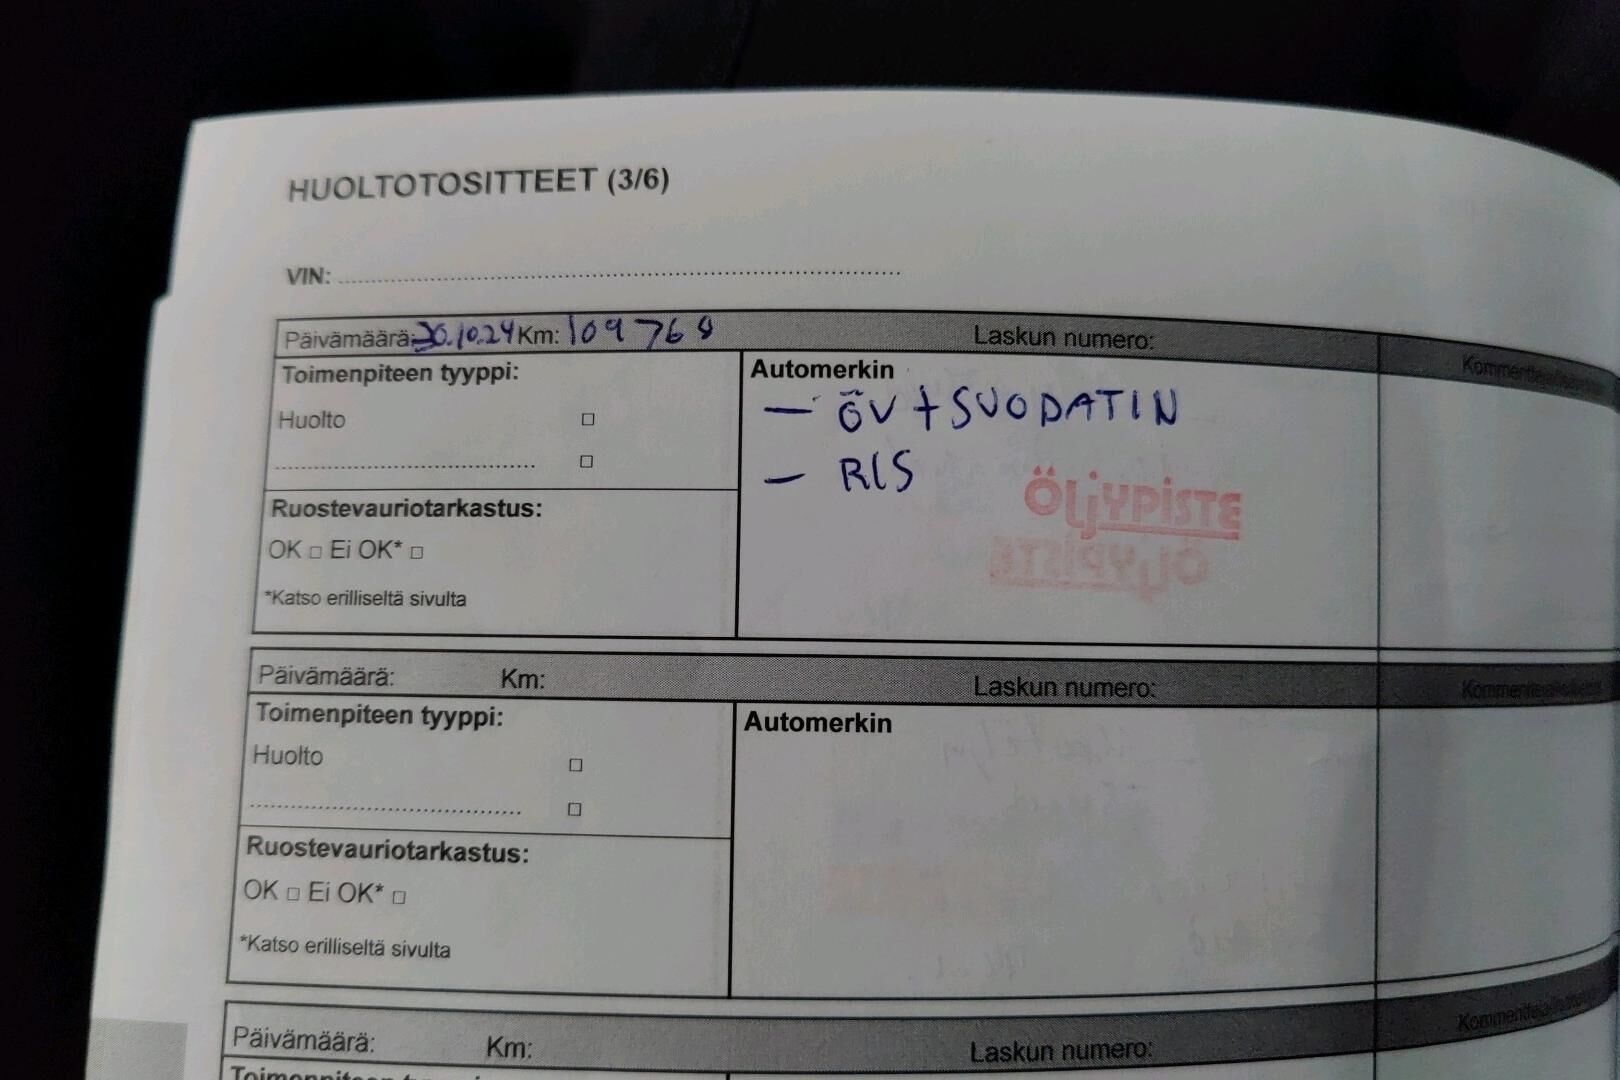 HUOLTOTOSITTEET (3/6)
VIN:
Päivämäärä: 30.10.24 Km: 109768 Laskun numero:
Toimenpiteen tyyppi:
Huolto □
□
Ruostevauriotarkastus:
OK □ Ei OK* □
*Katso erilliseltä sivulta
Automerkin
— ÖV + SUODATIN
— RIS
ÖLJYPISTE
Päivämäärä: Km: Laskun numero:
Toimenpiteen tyyppi:
Huolto □
□
Ruostevauriotarkastus:
OK □ Ei OK* □
*Katso erilliseltä sivulta
Automerkin
Päivämäärä: Km: Laskun numero:
Toimenpiteen tyyppi: